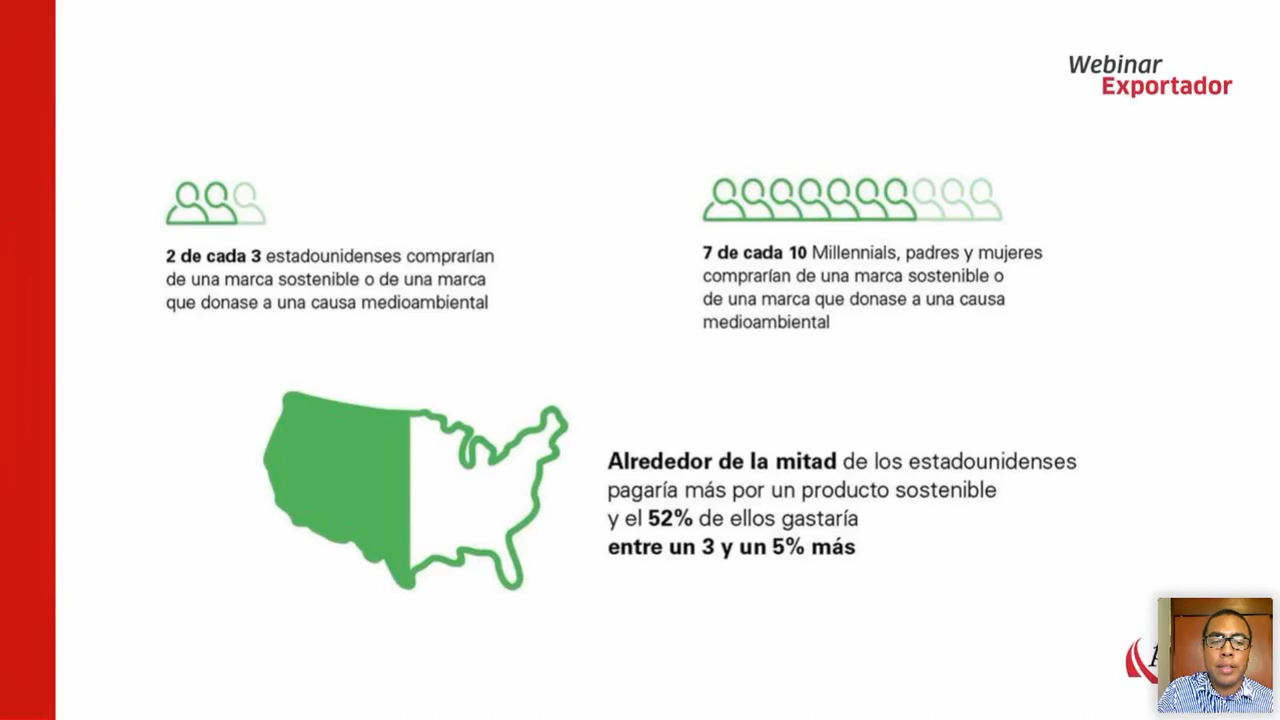 Webinar
Exportador
2 de cada 3 estadounidenses comprarían
de una marca sostenible o de una marca
que donase a una causa medioambiental
7 de cada 10 Millennials, padres y mujeres
comprarían de una marca sostenible o
de una marca que donase a una causa
medioambiental
Alrededor de la mitad de los estadounidenses
pagaría más por un producto sostenible
y el 52% de ellos gastaría
entre un 3 y un 5% más